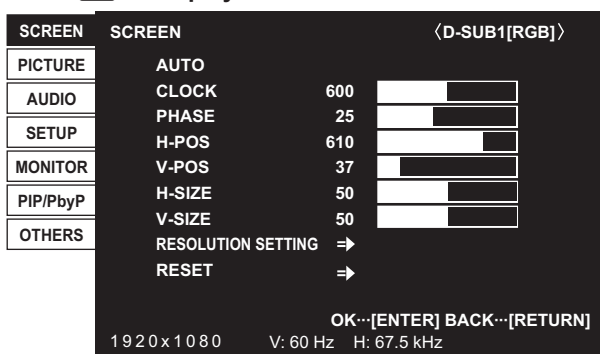 SCREEN
PICTURE
AUDIO
SETUP
MONITOR
PIP/PbyP
OTHERS
SCREEN 〈D-SUB1[RGB]〉
AUTO
CLOCK 600
PHASE 25
H-POS 610
V-POS 37
H-SIZE 50
V-SIZE 50
RESOLUTION SETTING ⇒
RESET ⇒
OK···[ENTER] BACK···[RETURN]
1920x1080 V: 60 Hz H: 67.5 kHz